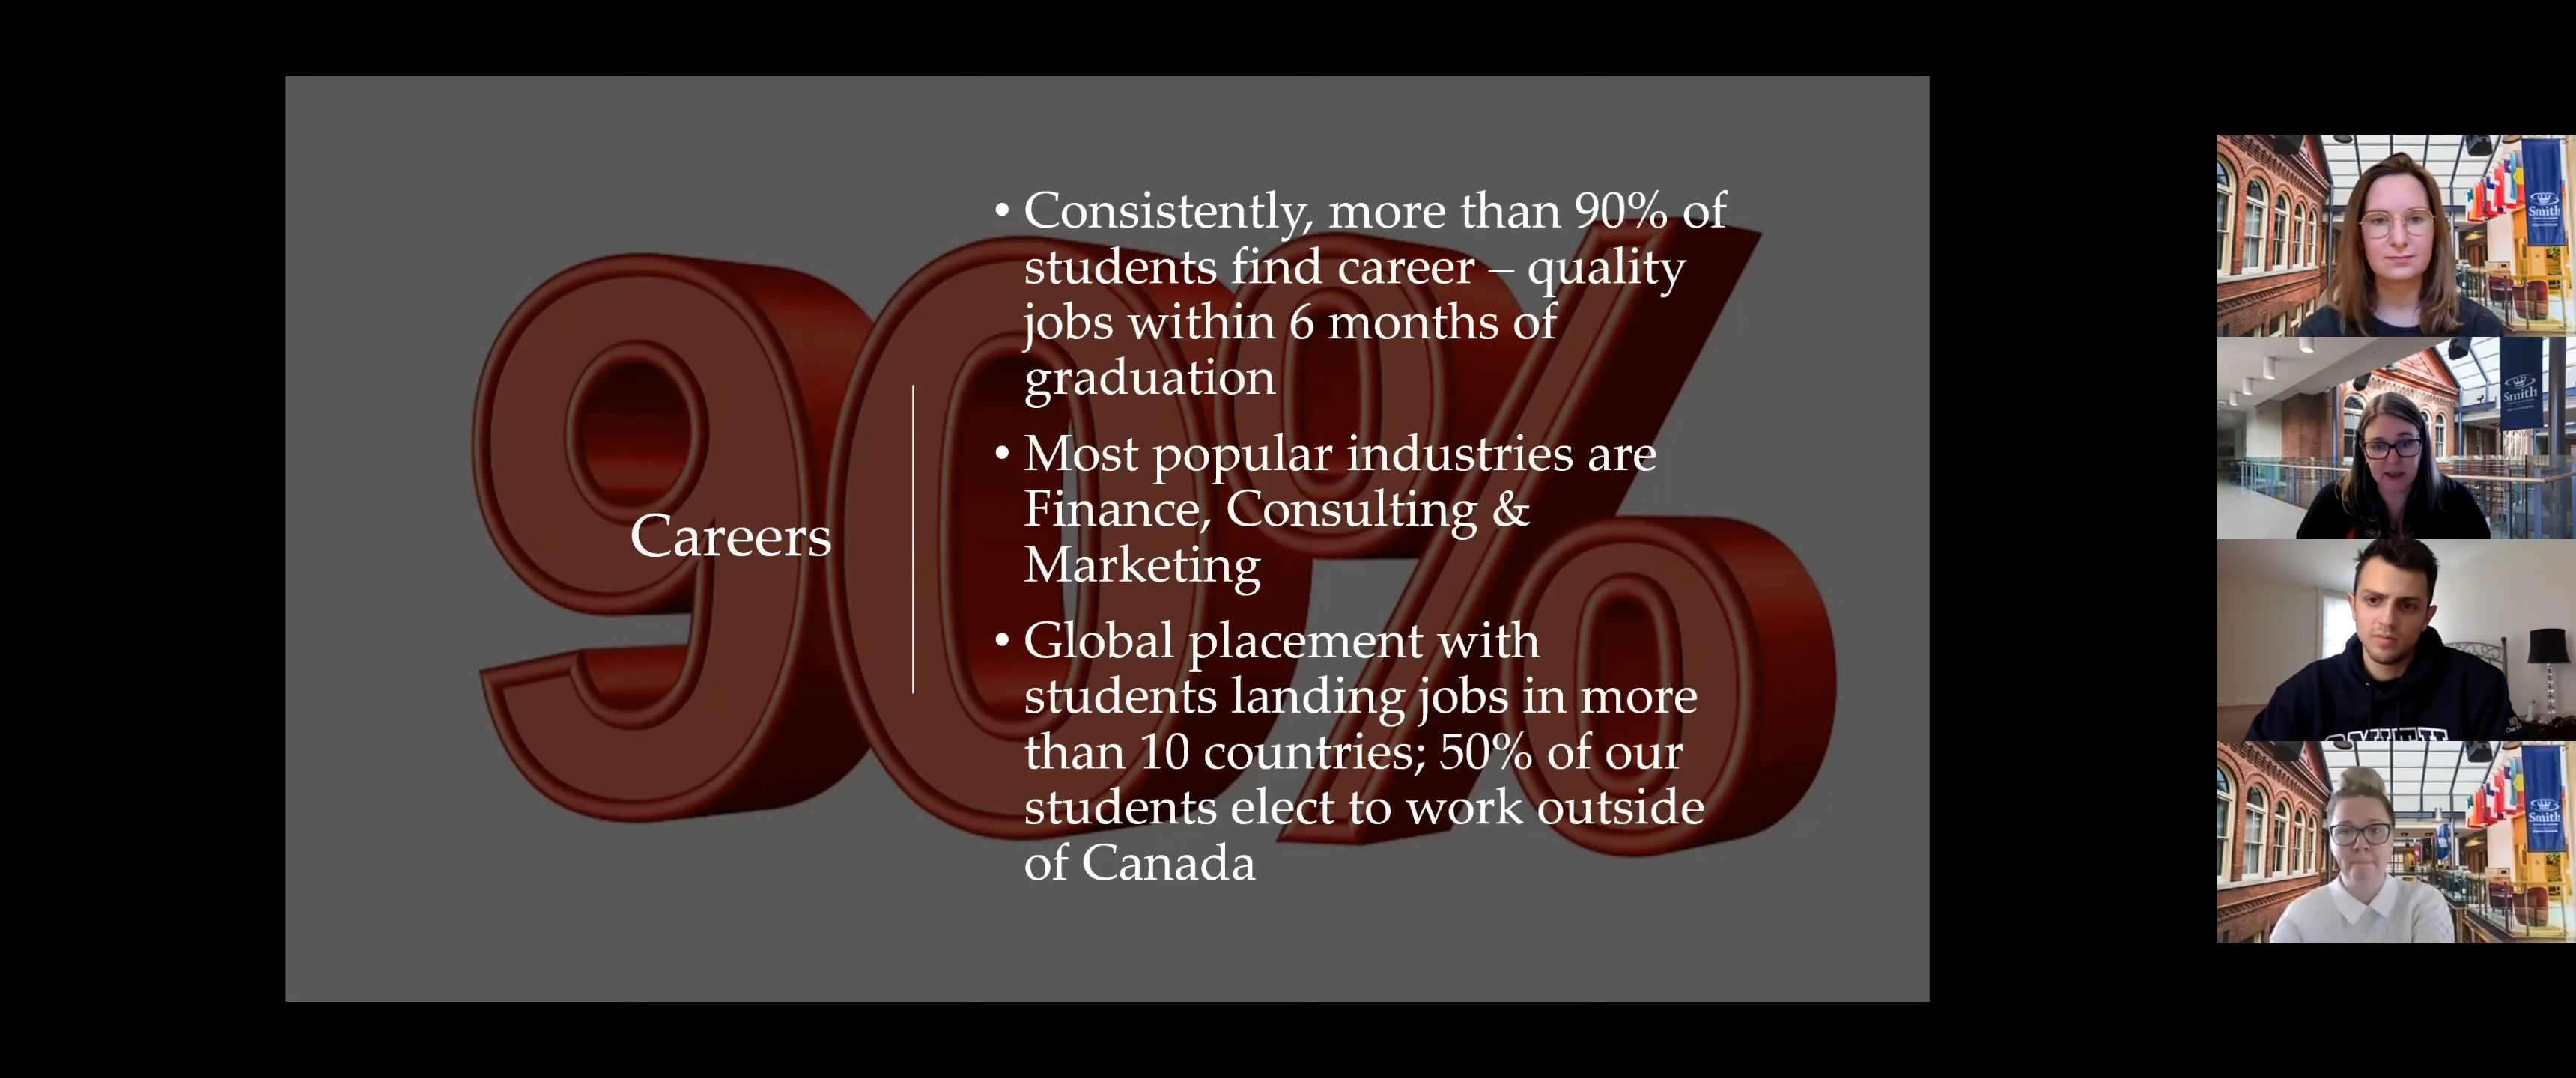 Careers
• Consistently, more than 90% of
students find career – quality
jobs within 6 months of
graduation
• Most popular industries are
Finance, Consulting &
Marketing
• Global placement with
students landing jobs in more
than 10 countries; 50% of our
students elect to work outside
of Canada
90%
Smith
Smith
Smith